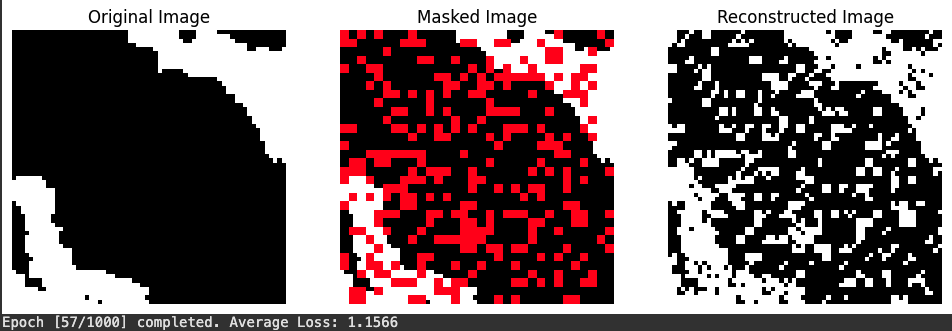 Original Image
Masked Image
Reconstructed Image
Epoch [57/1000] completed. Average Loss: 1.1566